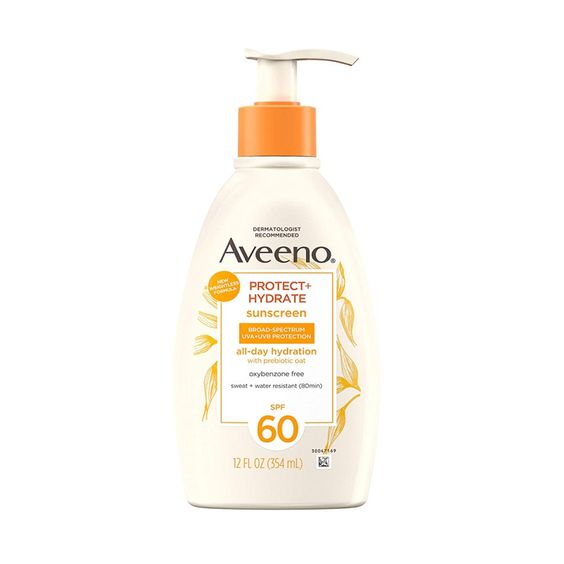 DERMATOLOGIST
RECOMMENDED
Aveeno®
NEW
WEIGHTLESS
FORMULA
PROTECT+
HYDRATE
sunscreen
BROAD-SPECTRUM
UVA+UVB PROTECTION
all-day hydration
with prebiotic oat
oxybenzone free
sweat + water resistant (80min)
SPF
60
12 FL OZ (354 mL)
30047169